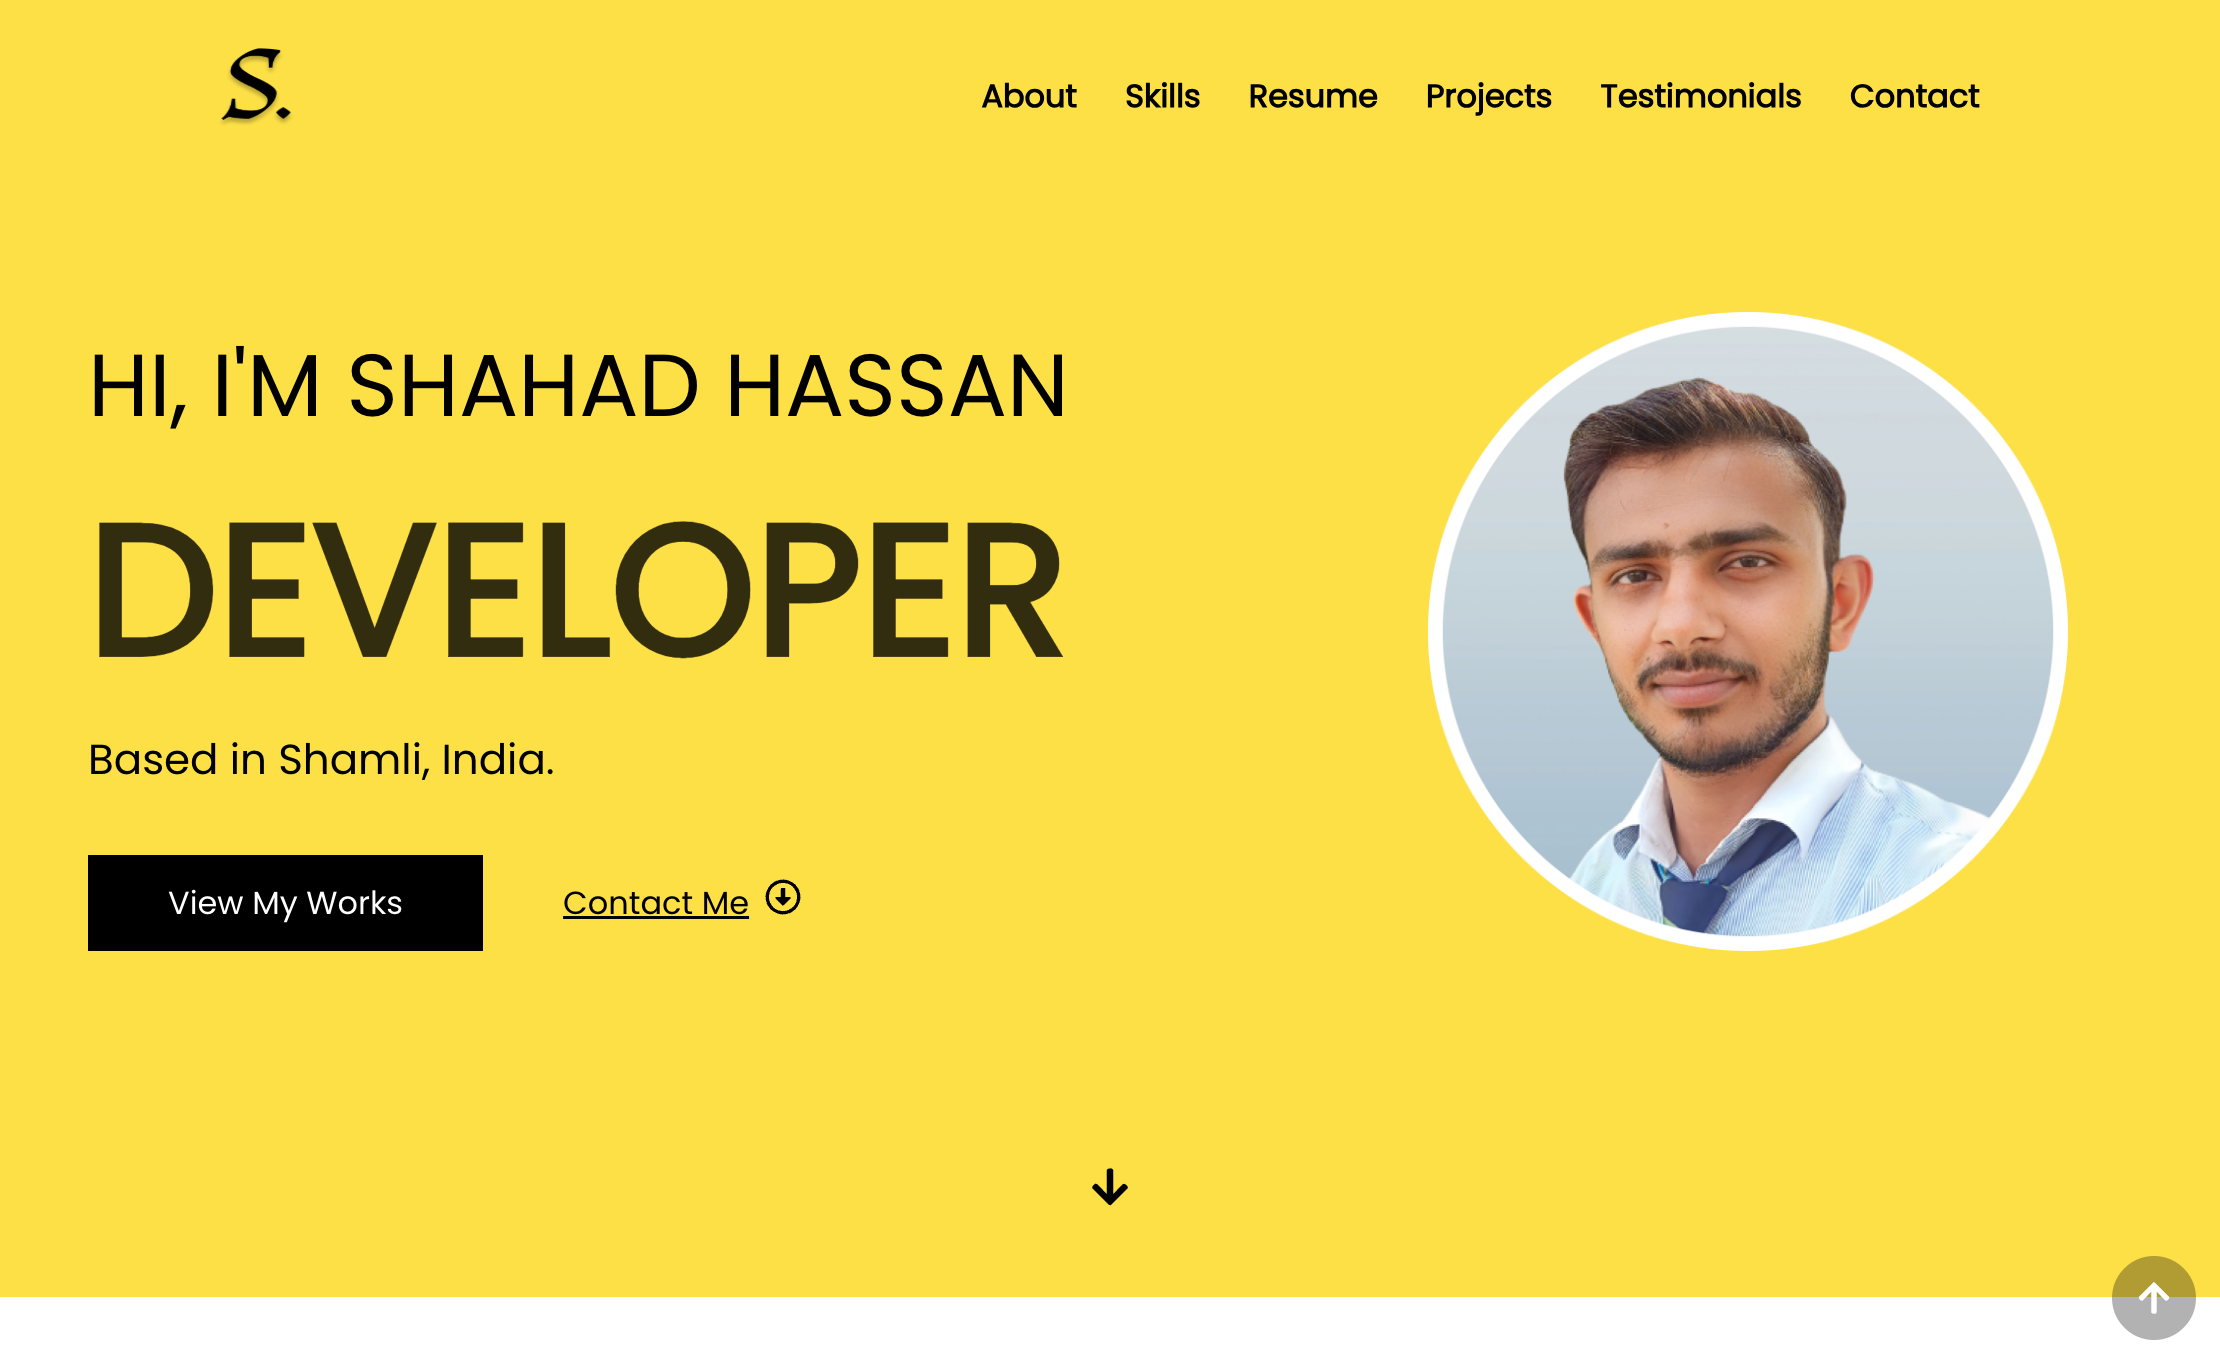 S.
About Skills Resume Projects Testimonials Contact
HI, I'M SHAHAD HASSAN
DEVELOPER
Based in Shamli, India.
View My Works Contact Me